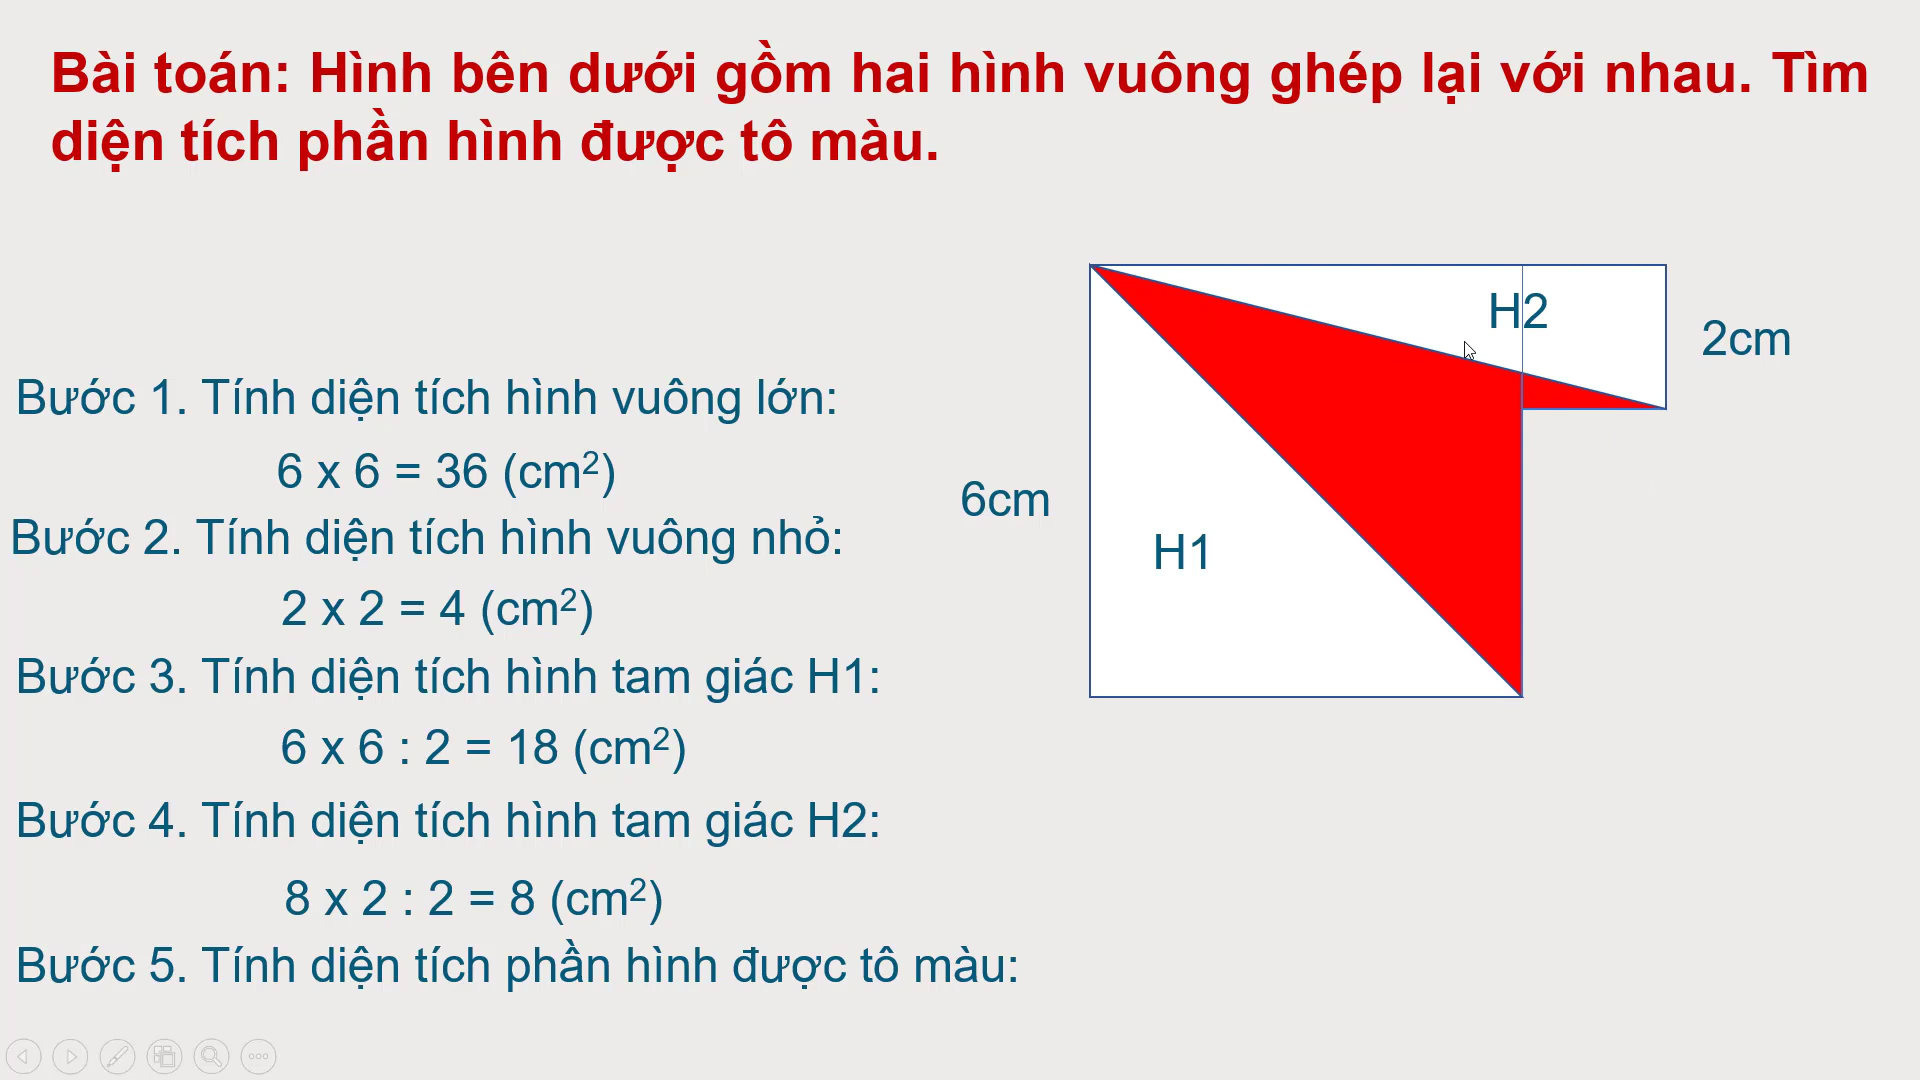 Bài toán: Hình bên dưới gồm hai hình vuông ghép lại với nhau. Tìm
diện tích phần hình được tô màu.
H2
2cm
Bước 1. Tính diện tích hình vuông lớn:
6 x 6 = 36 (cm²)
6cm
Bước 2. Tính diện tích hình vuông nhỏ:
H1
2 x 2 = 4 (cm²)
Bước 3. Tính diện tích hình tam giác H1:
6 x 6 : 2 = 18 (cm²)
Bước 4. Tính diện tích hình tam giác H2:
8 x 2 : 2 = 8 (cm²)
Bước 5. Tính diện tích phần hình được tô màu: